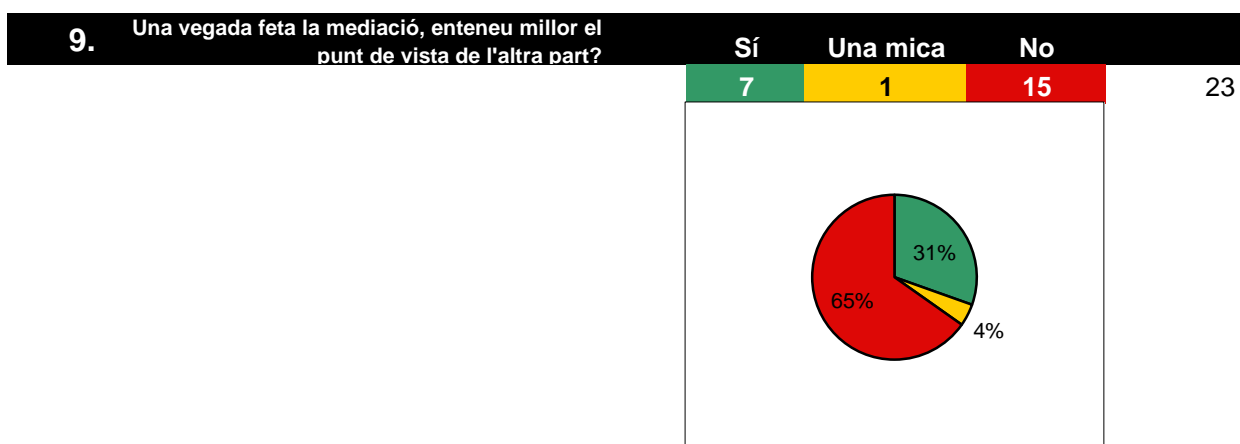 9. Una vegada feta la mediació, enteneu millor el
punt de vista de l'altra part?
Sí Una mica No
7 1 15 23
31%
65%
4%